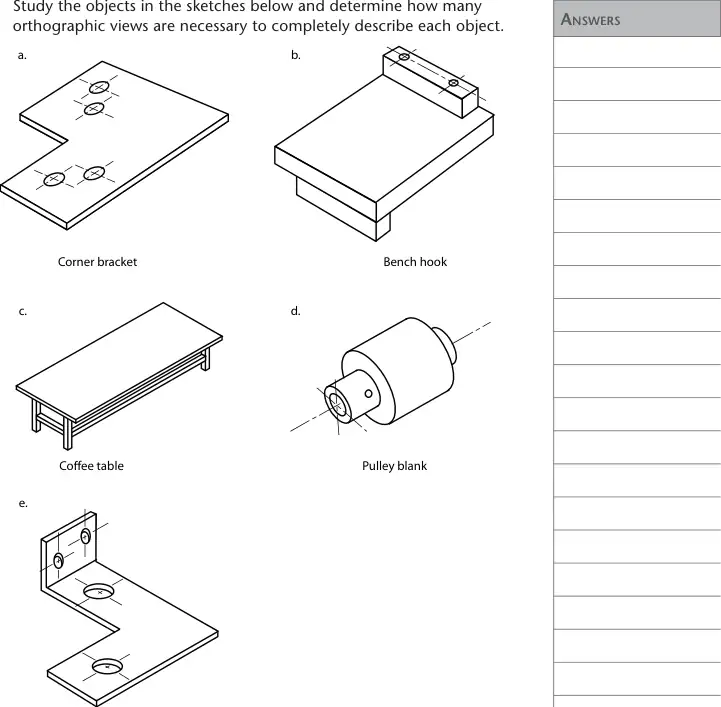 Study the objects in the sketches below and determine how many
orthographic views are necessary to completely describe each object.
ANSWERS
a.
b.
Corner bracket
Bench hook
c.
d.
Coffee table
Pulley blank
e.